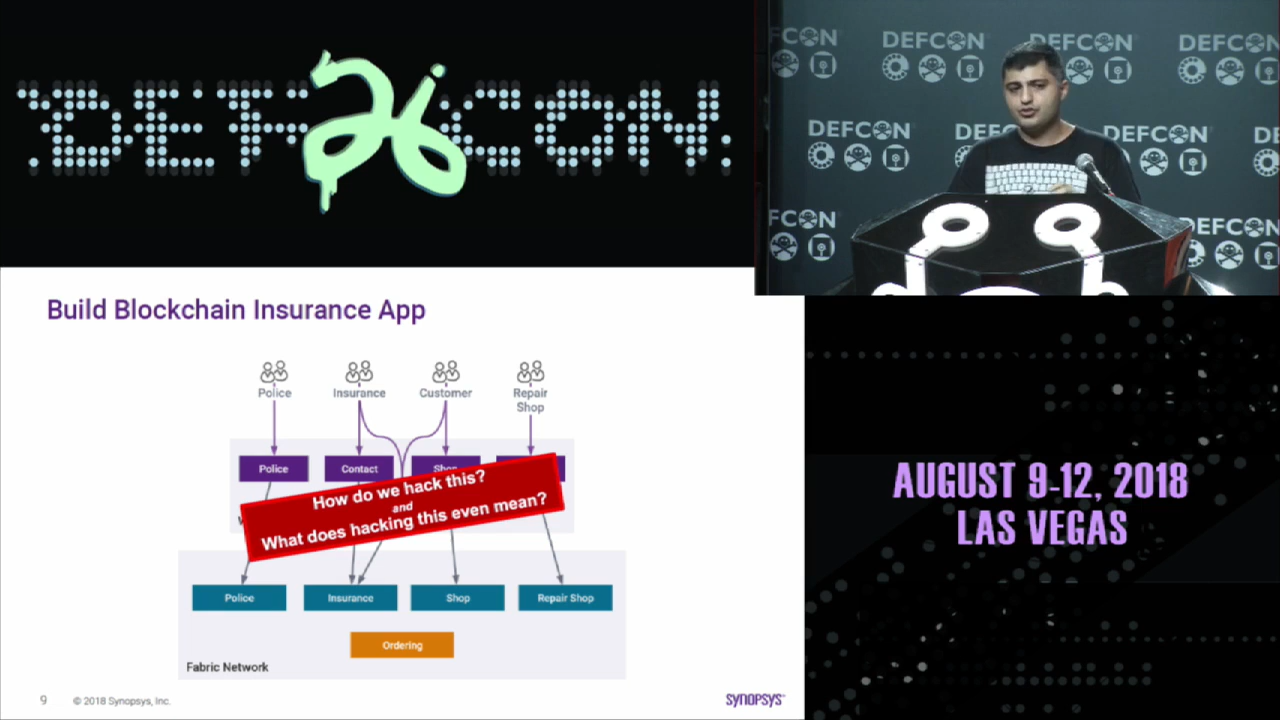 DEF CON
26
DEFCON DEFCON DEFCON
DEFCON DEFCON
DEFCON
Build Blockchain Insurance App
Police
Insurance
Customer
Repair
Shop
Police
Contact
Shop
How do we hack this?
and
What does hacking this even mean?
Police
Insurance
Shop
Repair Shop
Ordering
Fabric Network
9
© 2018 Synopsys, Inc.
SYNOPSYS
AUGUST 9-12, 2018
LAS VEGAS